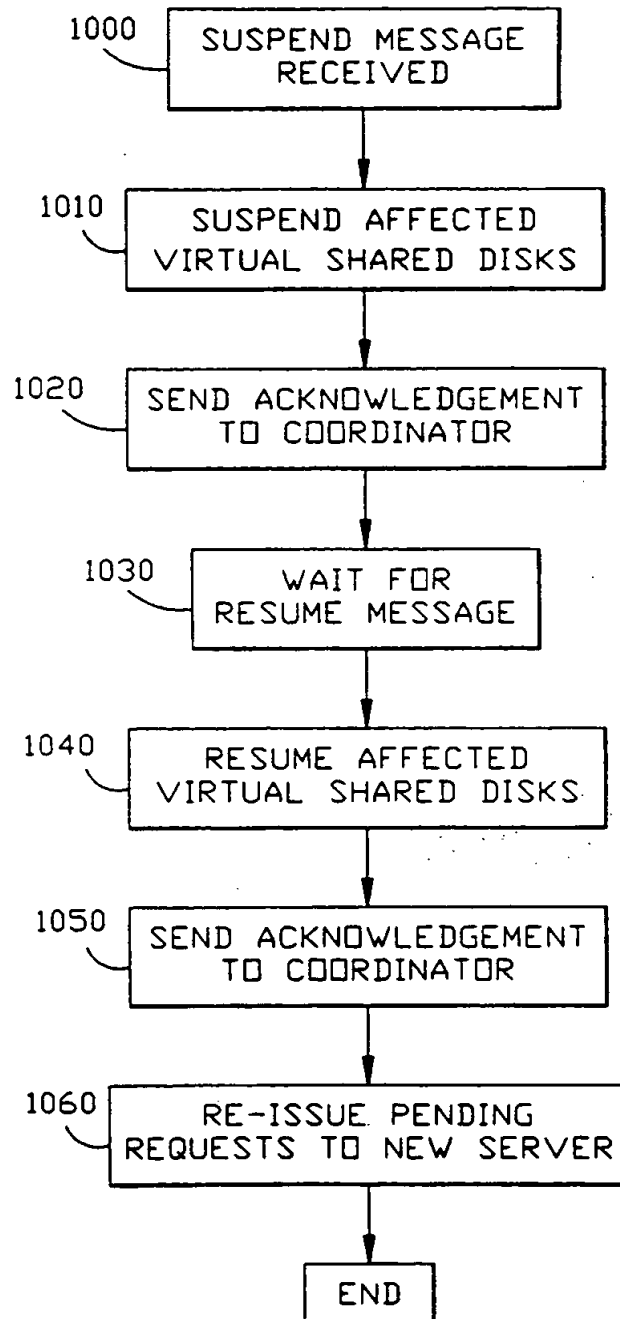 1000
SUSPEND MESSAGE
RECEIVED
1010
SUSPEND AFFECTED
VIRTUAL SHARED DISKS
1020
SEND ACKNOWLEDGEMENT
TO COORDINATOR
1030
WAIT FOR
RESUME MESSAGE
1040
RESUME AFFECTED
VIRTUAL SHARED DISKS
1050
SEND ACKNOWLEDGEMENT
TO COORDINATOR
1060
RE-ISSUE PENDING
REQUESTS TO NEW SERVER
END